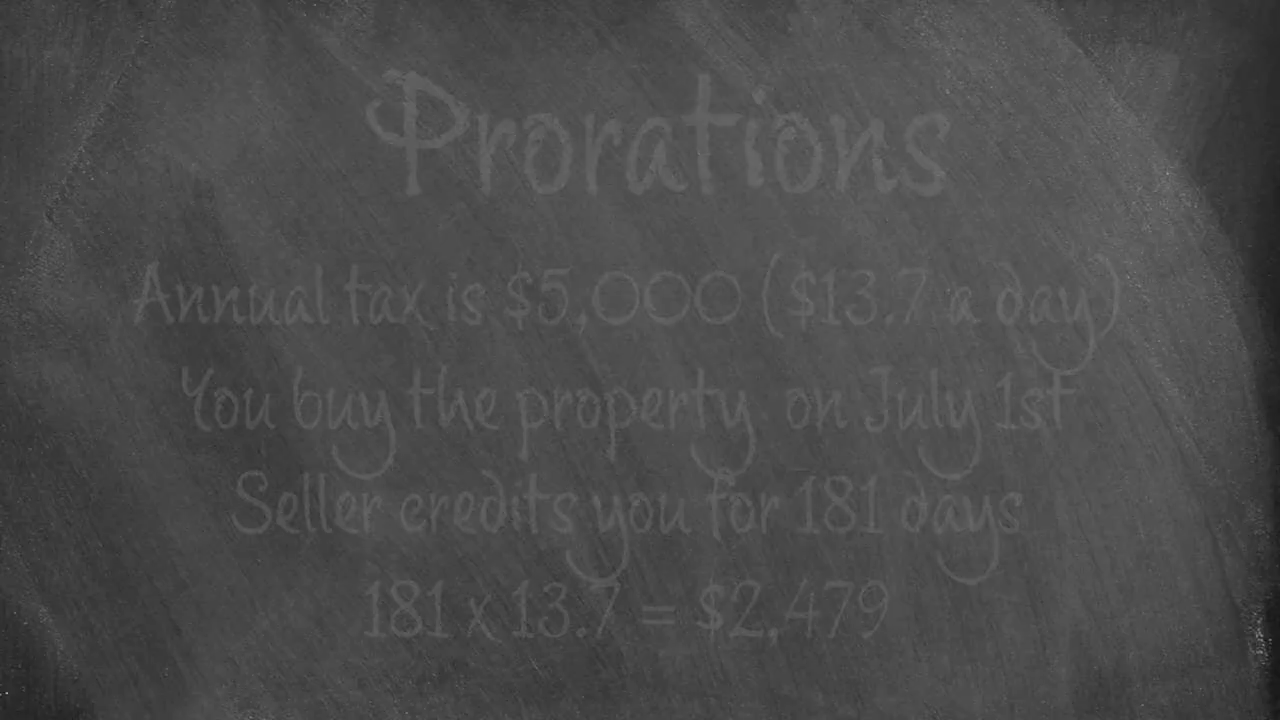 Prorations
Annual tax is $5,000 ($13.7 a day)
You buy the property on July 1st
Seller credits you for 181 days
181 x 13.7 = $2,479